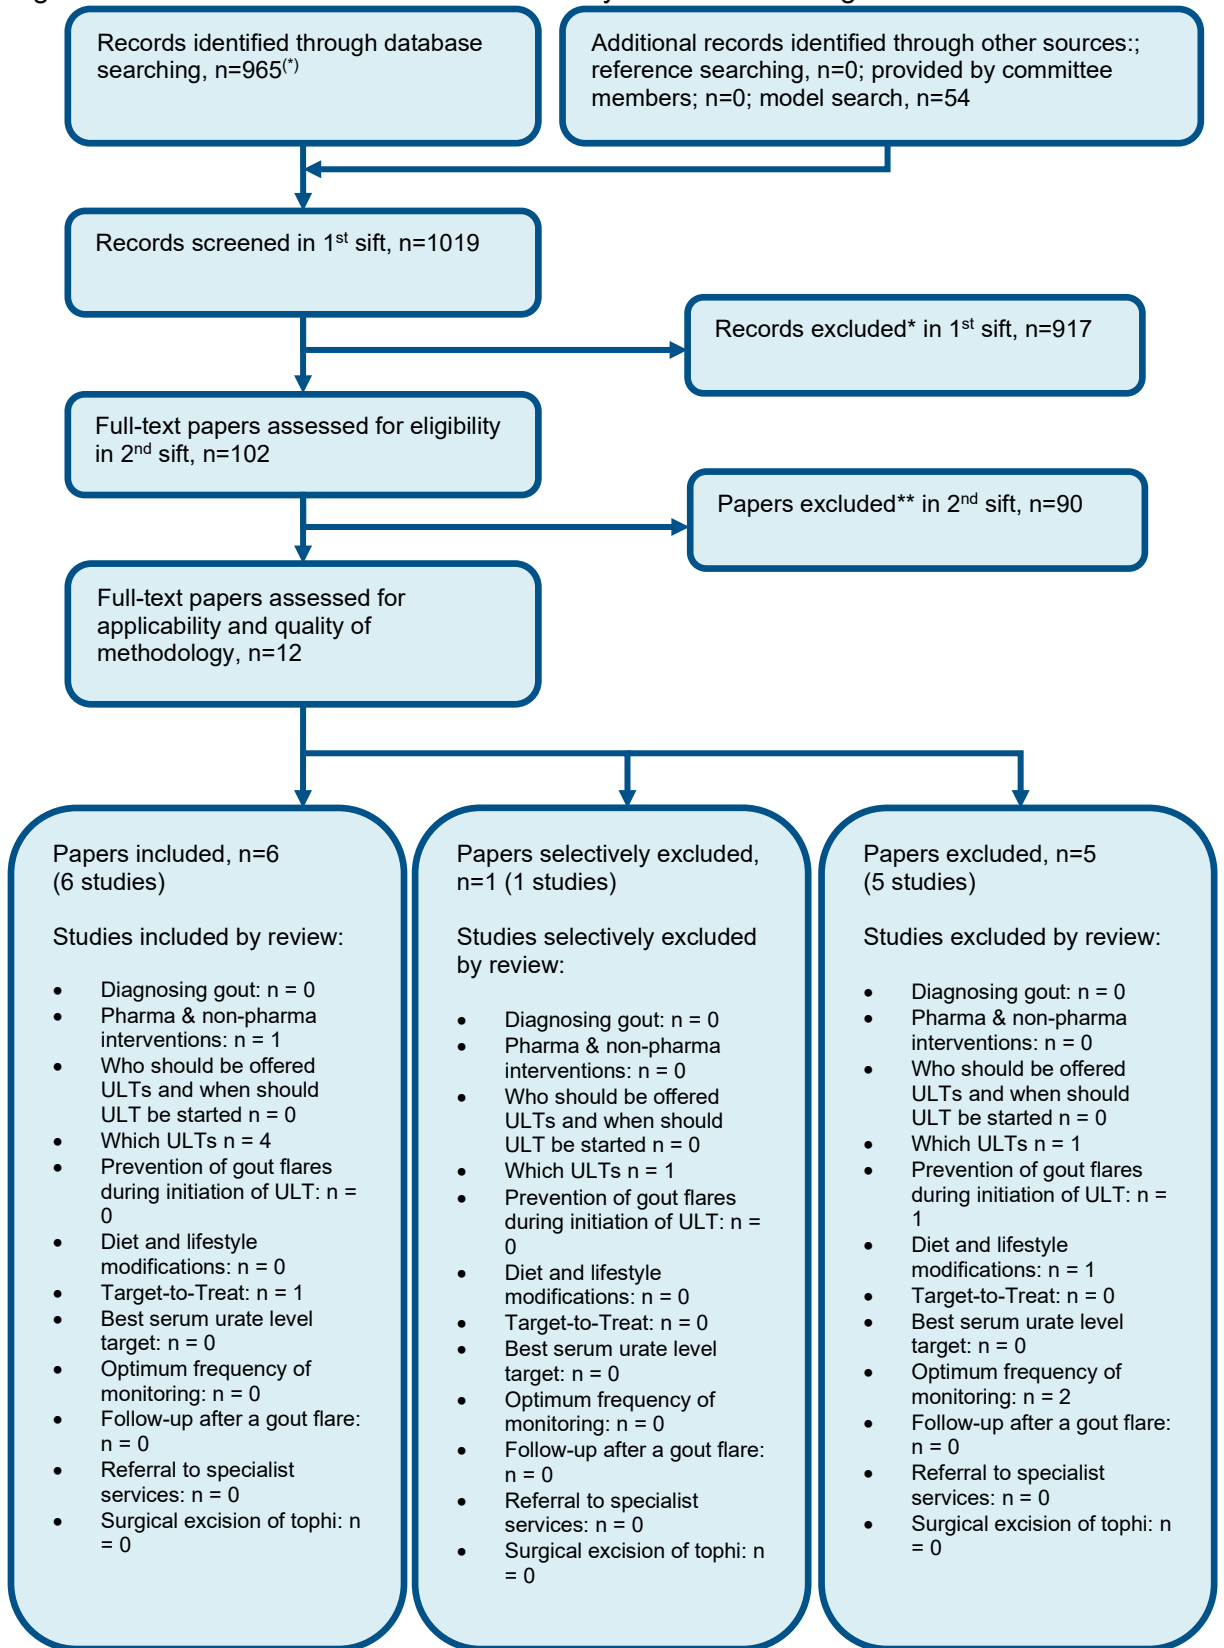 Records identified through database
searching, n=965(*)
Additional records identified through other sources:;
reference searching, n=0; provided by committee
members; n=0; model search, n=54
Records screened in 1st sift, n=1019
Records excluded* in 1st sift, n=917
Full-text papers assessed for eligibility
in 2nd sift, n=102
Papers excluded** in 2nd sift, n=90
Full-text papers assessed for
applicability and quality of
methodology, n=12
Papers included, n=6
(6 studies)
Studies included by review:
• Diagnosing gout: n = 0
• Pharma & non-pharma
interventions: n = 1
• Who should be offered
ULTs and when should
ULT be started n = 0
• Which ULTs n = 4
• Prevention of gout flares
during initiation of ULT: n =
0
• Diet and lifestyle
modifications: n = 0
• Target-to-Treat: n = 1
• Best serum urate level
target: n = 0
• Optimum frequency of
monitoring: n = 0
• Follow-up after a gout flare:
n = 0
• Referral to specialist
services: n = 0
• Surgical excision of tophi: n
= 0
Papers selectively excluded,
n=1 (1 studies)
Studies selectively excluded
by review:
• Diagnosing gout: n = 0
• Pharma & non-pharma
interventions: n = 0
• Who should be offered
ULTs and when should
ULT be started n = 0
• Which ULTs n = 1
• Prevention of gout flares
during initiation of ULT: n =
0
• Diet and lifestyle
modifications: n = 0
• Target-to-Treat: n = 0
• Best serum urate level
target: n = 0
• Optimum frequency of
monitoring: n = 0
• Follow-up after a gout flare:
n = 0
• Referral to specialist
services: n = 0
• Surgical excision of tophi: n
= 0
Papers excluded, n=5
(5 studies)
Studies excluded by review:
• Diagnosing gout: n = 0
• Pharma & non-pharma
interventions: n = 0
• Who should be offered
ULTs and when should
ULT be started n = 0
• Which ULTs n = 1
• Prevention of gout flares
during initiation of ULT: n =
1
• Diet and lifestyle
modifications: n = 1
• Target-to-Treat: n = 0
• Best serum urate level
target: n = 0
• Optimum frequency of
monitoring: n = 2
• Follow-up after a gout flare:
n = 0
• Referral to specialist
services: n = 0
• Surgical excision of tophi: n
= 0